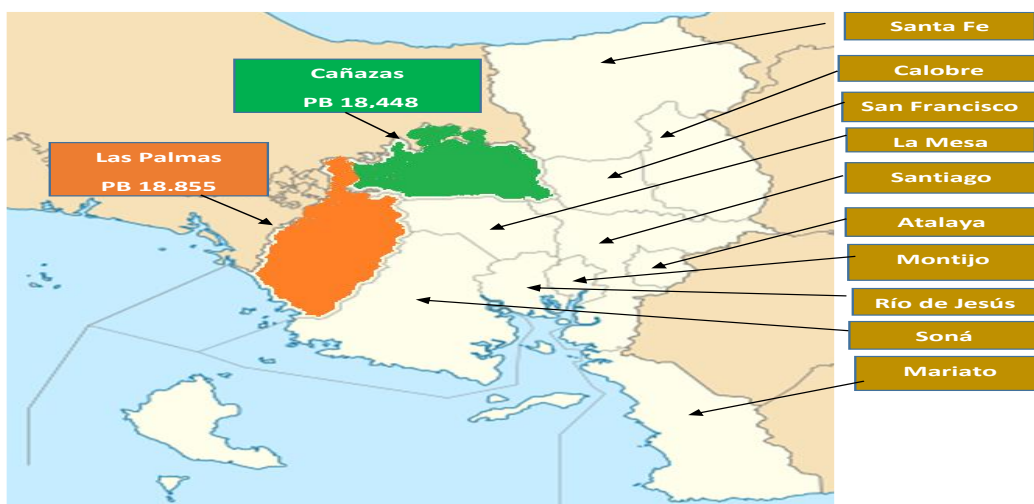 Santa Fe
Cañazas
PB 18,448
Calobre
San Francisco
La Mesa
Las Palmas
PB 18.855
Santiago
Atalaya
Montijo
Río de Jesús
Soná
Mariato